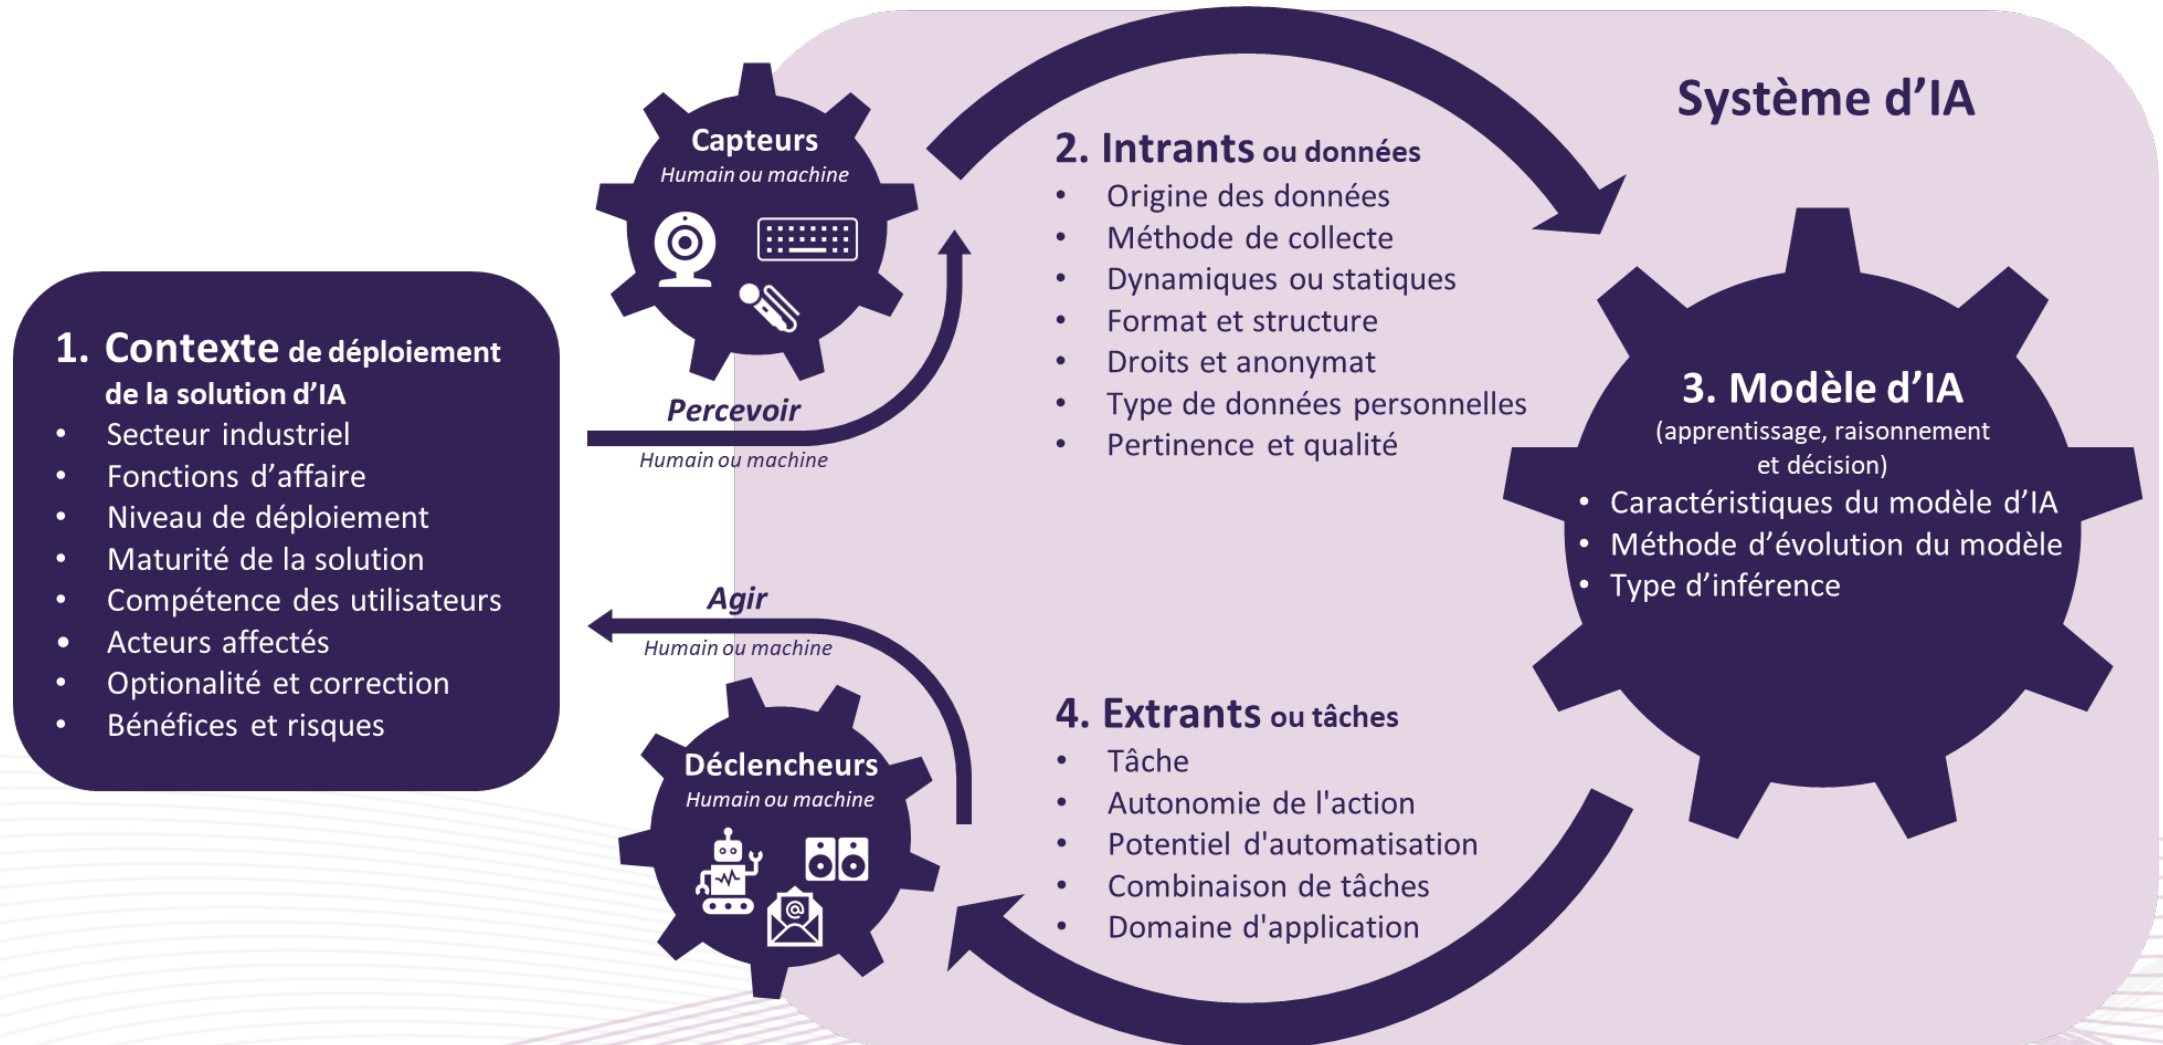 Système d’IA
1. Contexte de déploiement
de la solution d’IA
• Secteur industriel
• Fonctions d’affaire
• Niveau de déploiement
• Maturité de la solution
• Compétence des utilisateurs
• Acteurs affectés
• Optionalité et correction
• Bénéfices et risques
Capteurs
Humain ou machine
Percevoir
Humain ou machine
2. Intrants ou données
• Origine des données
• Méthode de collecte
• Dynamiques ou statiques
• Format et structure
• Droits et anonymat
• Type de données personnelles
• Pertinence et qualité
3. Modèle d’IA
(apprentissage, raisonnement
et décision)
• Caractéristiques du modèle d’IA
• Méthode d’évolution du modèle
• Type d’inférence
4. Extrants ou tâches
• Tâche
• Autonomie de l'action
• Potentiel d'automatisation
• Combinaison de tâches
• Domaine d'application
Agir
Humain ou machine
Déclencheurs
Humain ou machine
@